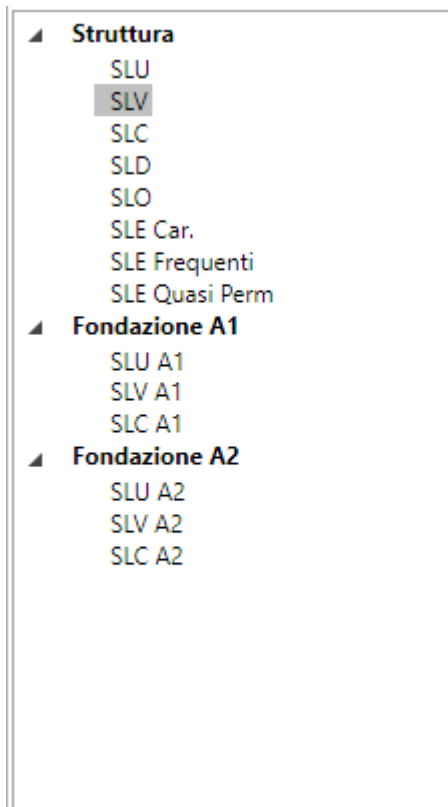 Struttura
SLU
SLV
SLC
SLD
SLO
SLE Car.
SLE Frequenti
SLE Quasi Perm
Fondazione A1
SLU A1
SLV A1
SLC A1
Fondazione A2
SLU A2
SLV A2
SLC A2